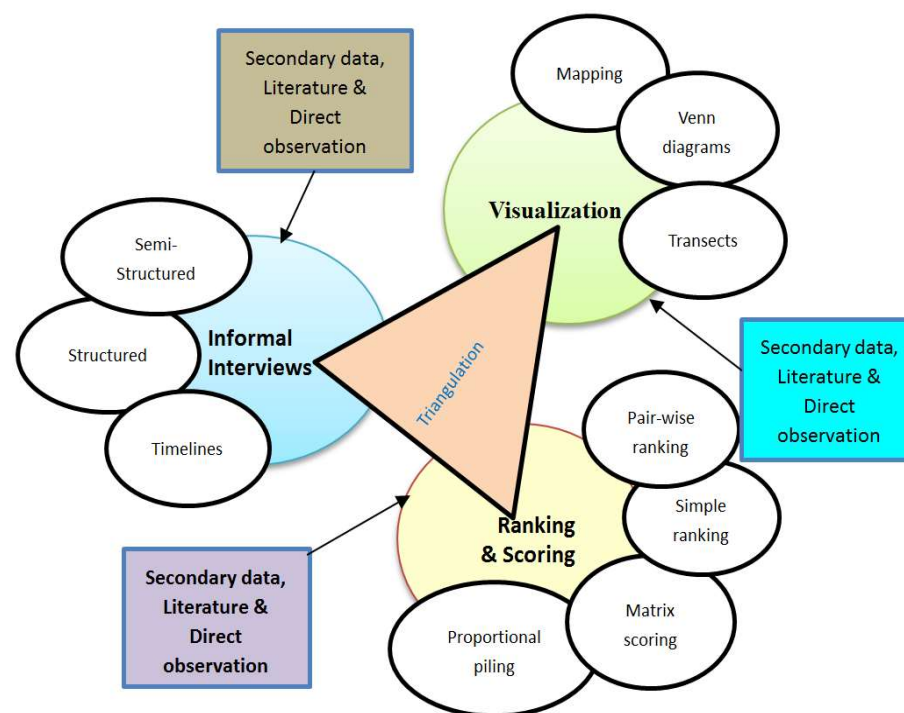 Secondary data,
Literature &
Direct
observation
Mapping
Venn
diagrams
Visualization
Transects
Semi-
Structured
Structured
Informal
Interviews
Timelines
Triangulation
Secondary data,
Literature &
Direct
observation
Pair-wise
ranking
Simple
ranking
Ranking
& Scoring
Matrix
scoring
Proportional
piling
Secondary data,
Literature &
Direct
observation